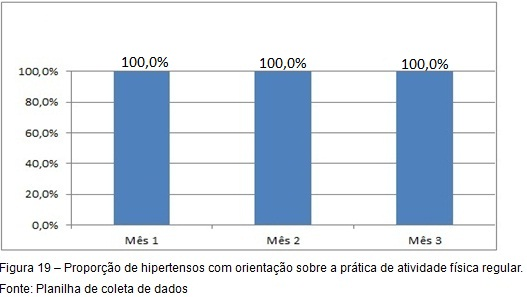 100,0% 100,0% 100,0%
100,0%
80,0%
60,0%
40,0%
20,0%
0,0%
Mês 1 Mês 2 Mês 3
Figura 19 – Proporção de hipertensos com orientação sobre a prática de atividade física regular.
Fonte: Planilha de coleta de dados